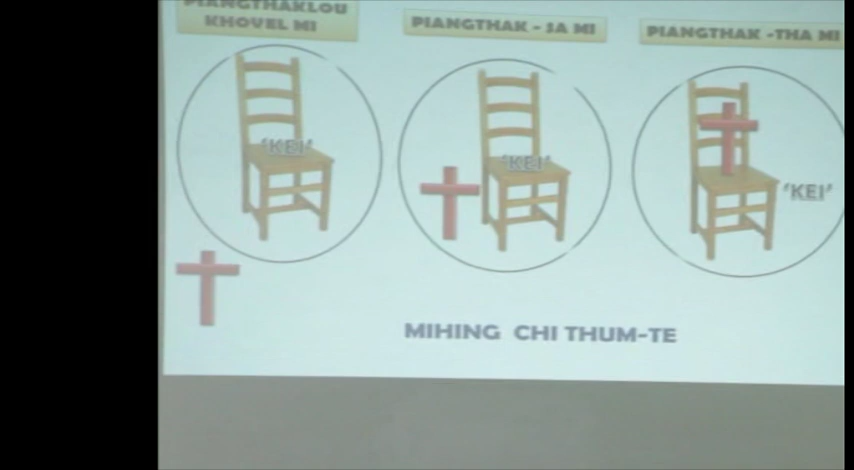 PIANGTHAKLOU
KHOVEL MI
PIANGTHAK - SA MI
PIANGTHAK -THA MI
'KEI'
'KEI'
'KEI'
MIHING CHI THUM-TE